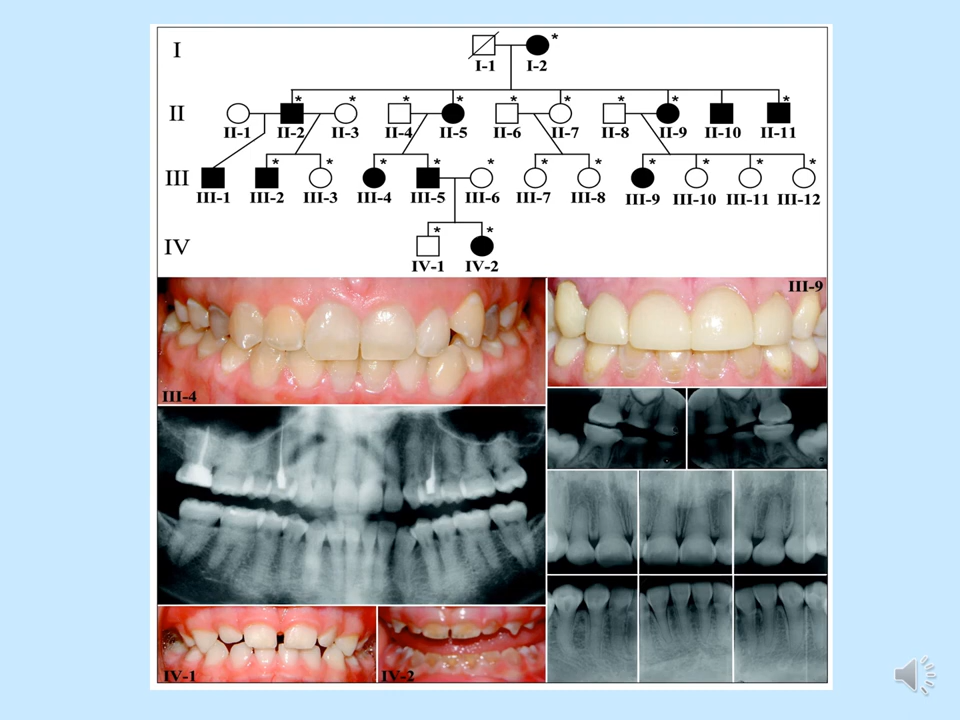 I
*
I-1 I-2
II
* * * * * * * * * *
II-1 II-2 II-3 II-4 II-5 II-6 II-7 II-8 II-9 II-10 II-11
III
* * * * * * * * * * *
III-1 III-2 III-3 III-4 III-5 III-6 III-7 III-8 III-9 III-10 III-11 III-12
IV
* *
IV-1 IV-2
III-9
III-4
IV-1
IV-2